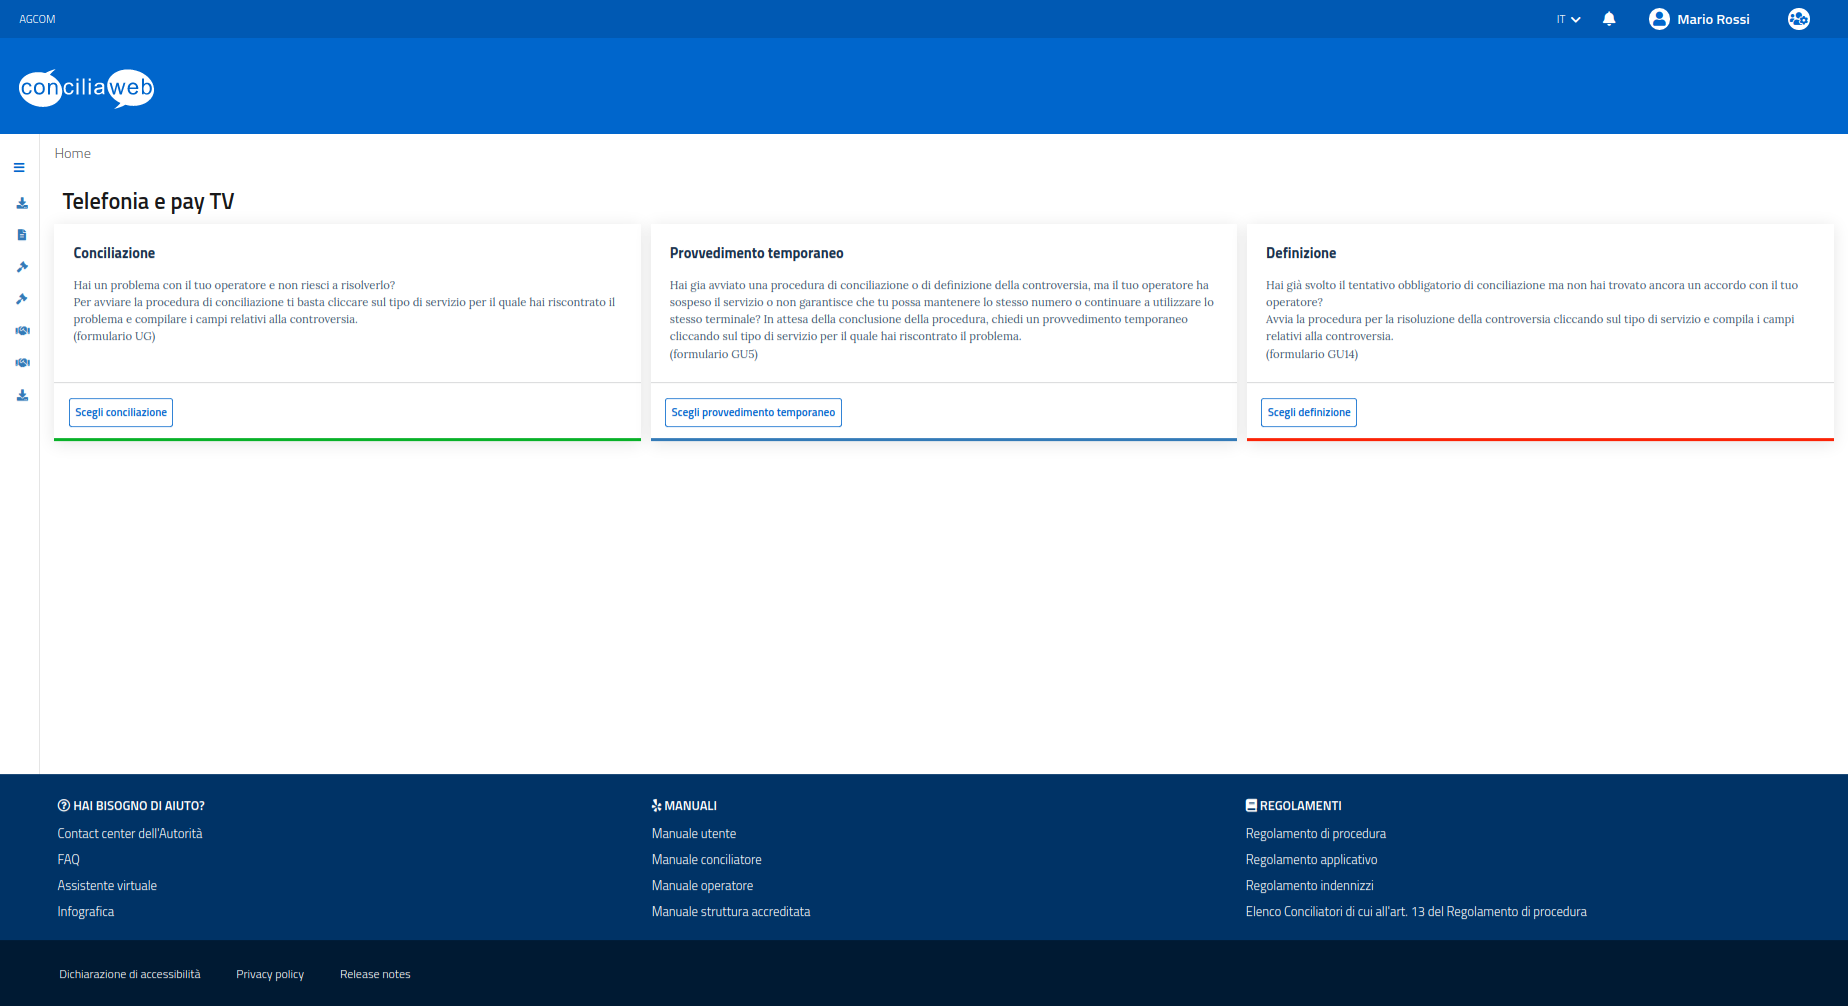 AGCOM
IT
Mario Rossi
conciliaweb
Home
Telefonia e pay TV
Conciliazione
Hai un problema con il tuo operatore e non riesci a risolverlo?
Per avviare la procedura di conciliazione ti basta cliccare sul tipo di servizio per il quale hai riscontrato il
problema e compilare i campi relativi alla controversia.
(formulario UG)
Scegli conciliazione
Provvedimento temporaneo
Hai gia avviato una procedura di conciliazione o di definizione della controversia, ma il tuo operatore ha
sospeso il servizio o non garantisce che tu possa mantenere lo stesso numero o continuare a utilizzare lo
stesso terminale? In attesa della conclusione della procedura, chiedi un provvedimento temporaneo
cliccando sul tipo di servizio per il quale hai riscontrato il problema.
(formulario GU5)
Scegli provvedimento temporaneo
Definizione
Hai già svolto il tentativo obbligatorio di conciliazione ma non hai trovato ancora un accordo con il tuo
operatore?
Avvia la procedura per la risoluzione della controversia cliccando sul tipo di servizio e compila i campi
relativi alla controversia.
(formulario GU14)
Scegli definizione
HAI BISOGNO DI AIUTO?
Contact center dell'Autorità
FAQ
Assistente virtuale
Infografica
MANUALI
Manuale utente
Manuale conciliatore
Manuale operatore
Manuale struttura accreditata
REGOLAMENTI
Regolamento di procedura
Regolamento applicativo
Regolamento indennizzi
Elenco Conciliatori di cui all'art. 13 del Regolamento di procedura
Dichiarazione di accessibilità
Privacy policy
Release notes